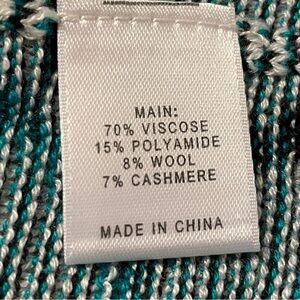 MAIN:
70% VISCOSE
15% POLYAMIDE
8% WOOL
7% CASHMERE
MADE IN CHINA